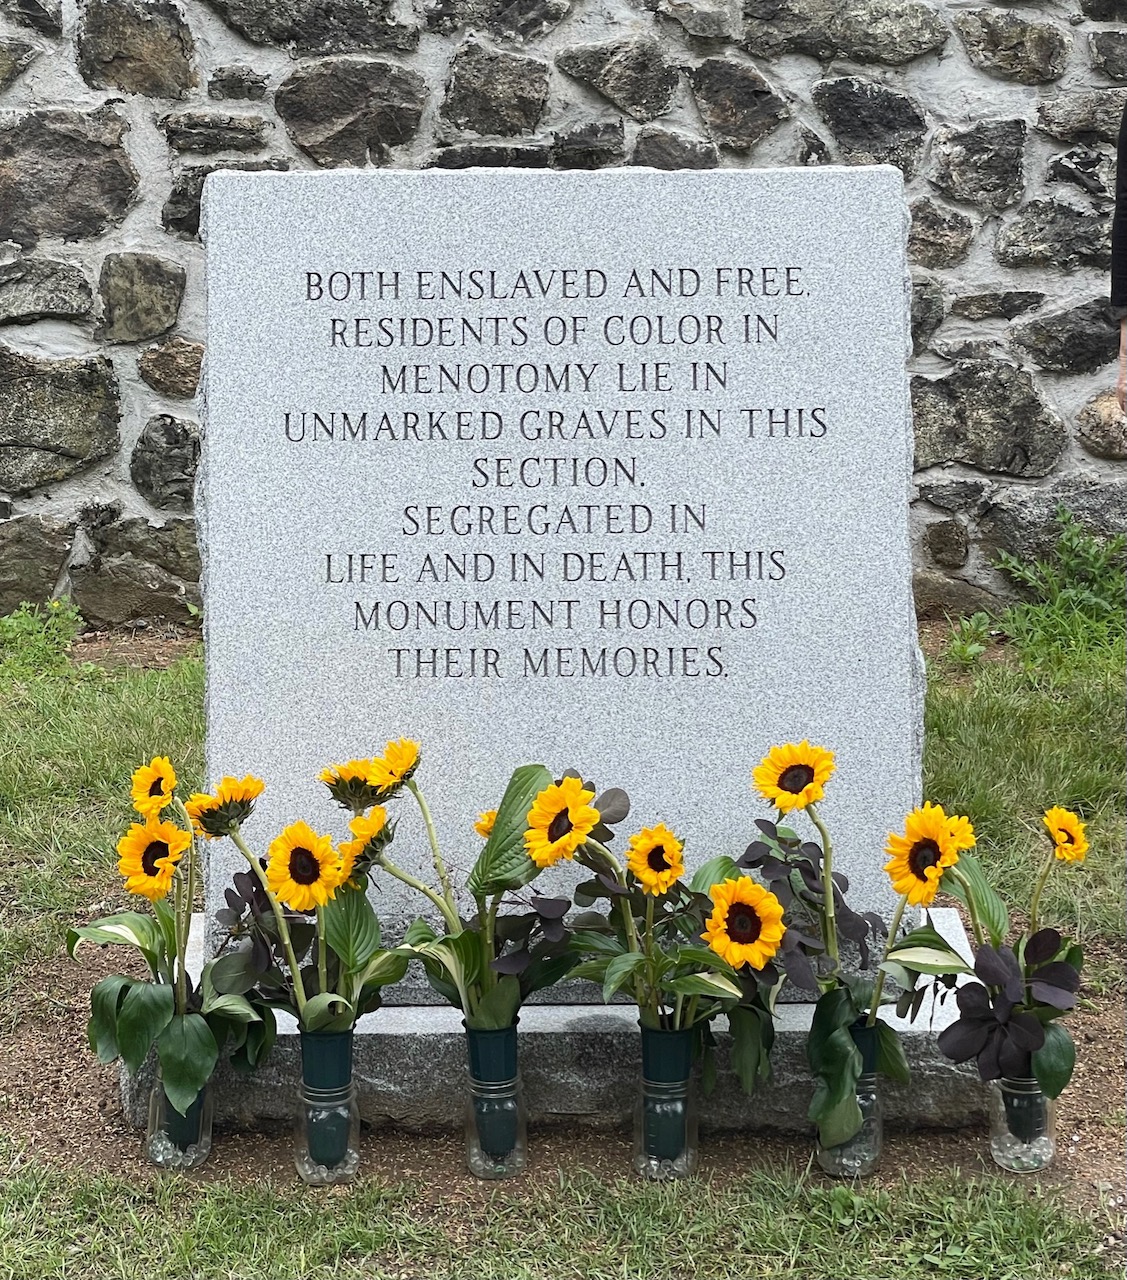 BOTH ENSLAVED AND FREE,
RESIDENTS OF COLOR IN
MENOTOMY LIE IN
UNMARKED GRAVES IN THIS
SECTION.
SEGREGATED IN
LIFE AND IN DEATH, THIS
MONUMENT HONORS
THEIR MEMORIES.